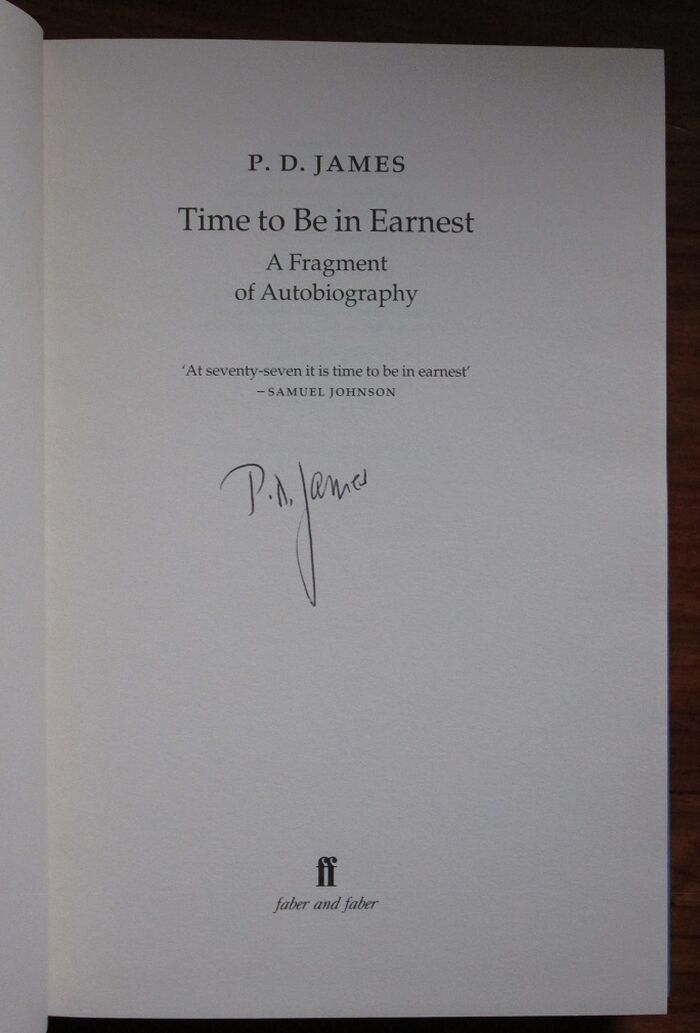 P. D. JAMES
Time to Be in Earnest
A Fragment
of Autobiography
‘At seventy-seven it is time to be in earnest’
– SAMUEL JOHNSON
P. D. James
ff
faber and faber